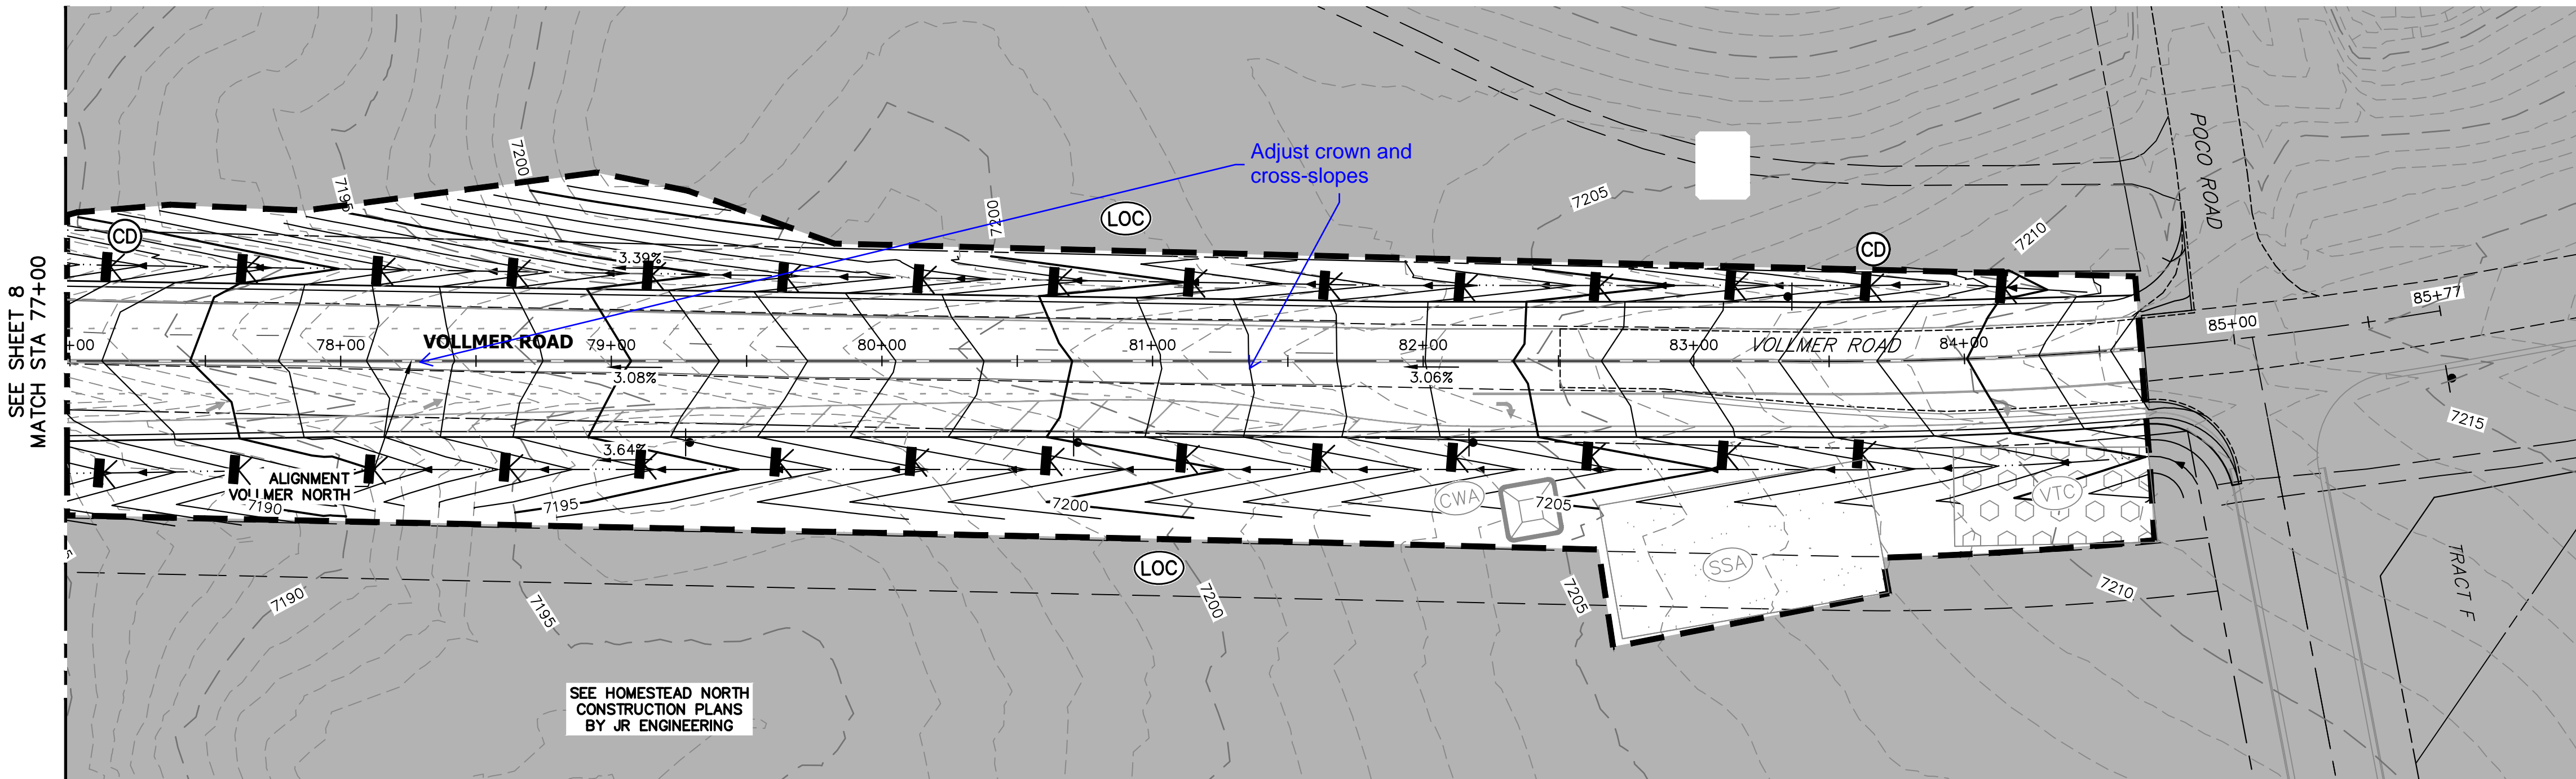 SEE SHEET 8
MATCH STA 77+00
7200
7195
Adjust crown and
cross-slopes
7200
LOC
7205
CD
7210
POCO ROAD
CD
3.39%
K K K K K K K K K K K K K K K
+00
78+00
VOLLMER ROAD
79+00
80+00
81+00
82+00
83+00
VOLLMER ROAD
84+00
85+00
85+77
3.08%
3.06%
7215
3.64%
K K K K K K K K K K K K K K
ALIGNMENT
VOLLMER NORTH
7190
7195
7200
CWA
7205
VTC
SSA
LOC
7190
7195
7200
7205
7210
TRACT F
SEE HOMESTEAD NORTH
CONSTRUCTION PLANS
BY JR ENGINEERING